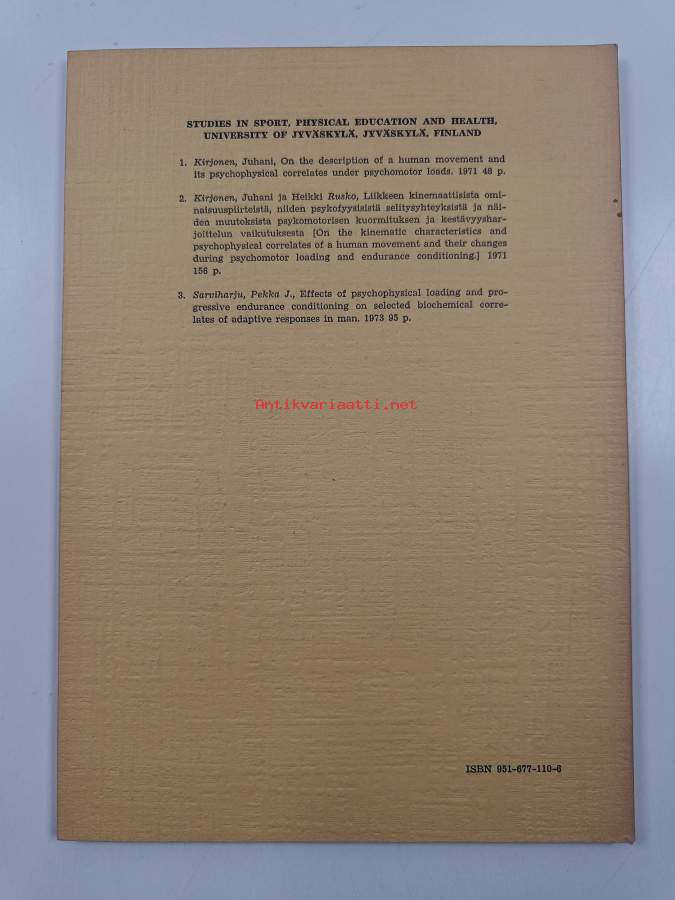 STUDIES IN SPORT, PHYSICAL EDUCATION AND HEALTH,
UNIVERSITY OF JYVÄSKYLÄ, JYVÄSKYLÄ, FINLAND
1. Kirjonen, Juhani, On the description of a human movement and
its psychophysical correlates under psychomotor loads. 1971 48 p.
2. Kirjonen, Juhani ja Heikki Rusko, Liikkeen kinemaattisista omi-
naisuuspiirteistä, niiden psykofyysisistä selitysyhteyksistä ja näi-
den muutoksista psykomotorisen kuormituksen ja kestävyyshar-
joittelun vaikutuksesta [On the kinematic characteristics and
psychophysical correlates of a human movement and their changes
during psychomotor loading and endurance conditioning.] 1971
156 p.
3. Sarviharju, Pekka J., Effects of psychophysical loading and pro-
gressive endurance conditioning on selected biochemical corre-
lates of adaptive responses in man. 1973 95 p.
Antikvariaatti.net
ISBN 951-677-110-6